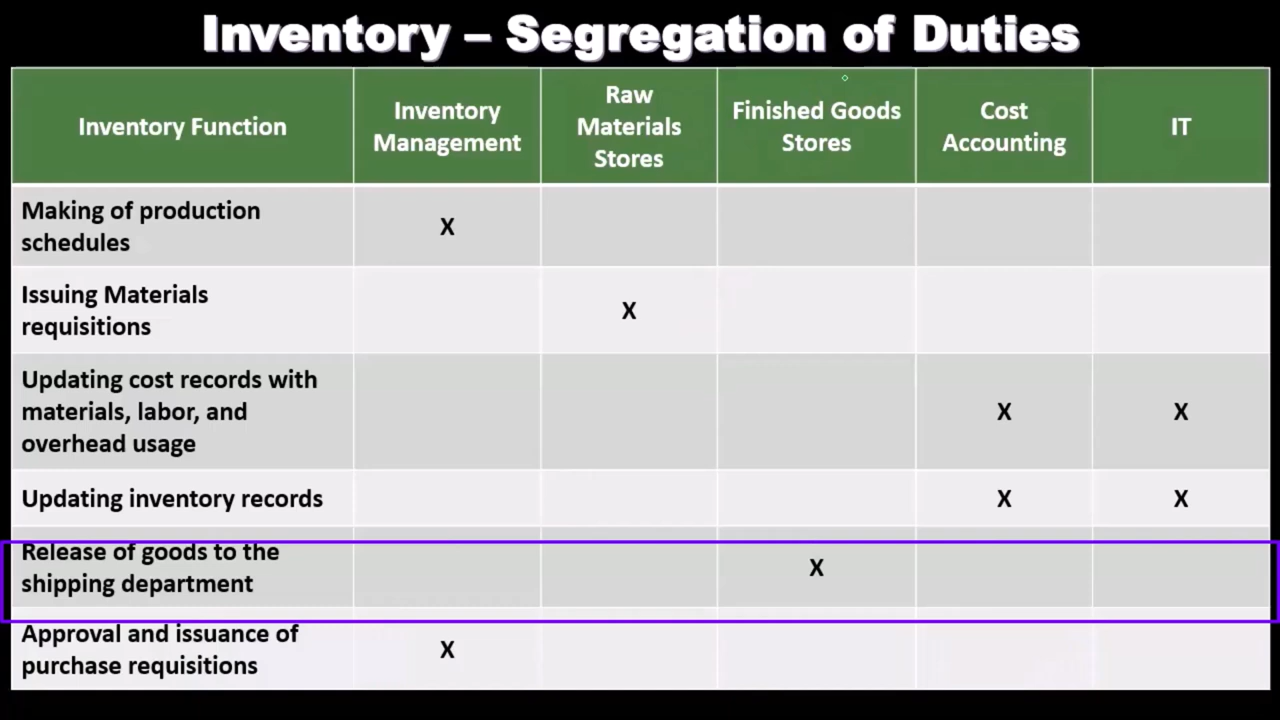 Inventory – Segregation of Duties
Inventory Function
Inventory
Management
Raw
Materials
Stores
Finished Goods
Stores
Cost
Accounting
IT
Making of production
schedules
X
Issuing Materials
requisitions
X
Updating cost records with
materials, labor, and
overhead usage
X
X
Updating inventory records
X
X
Release of goods to the
shipping department
X
Approval and issuance of
purchase requisitions
X